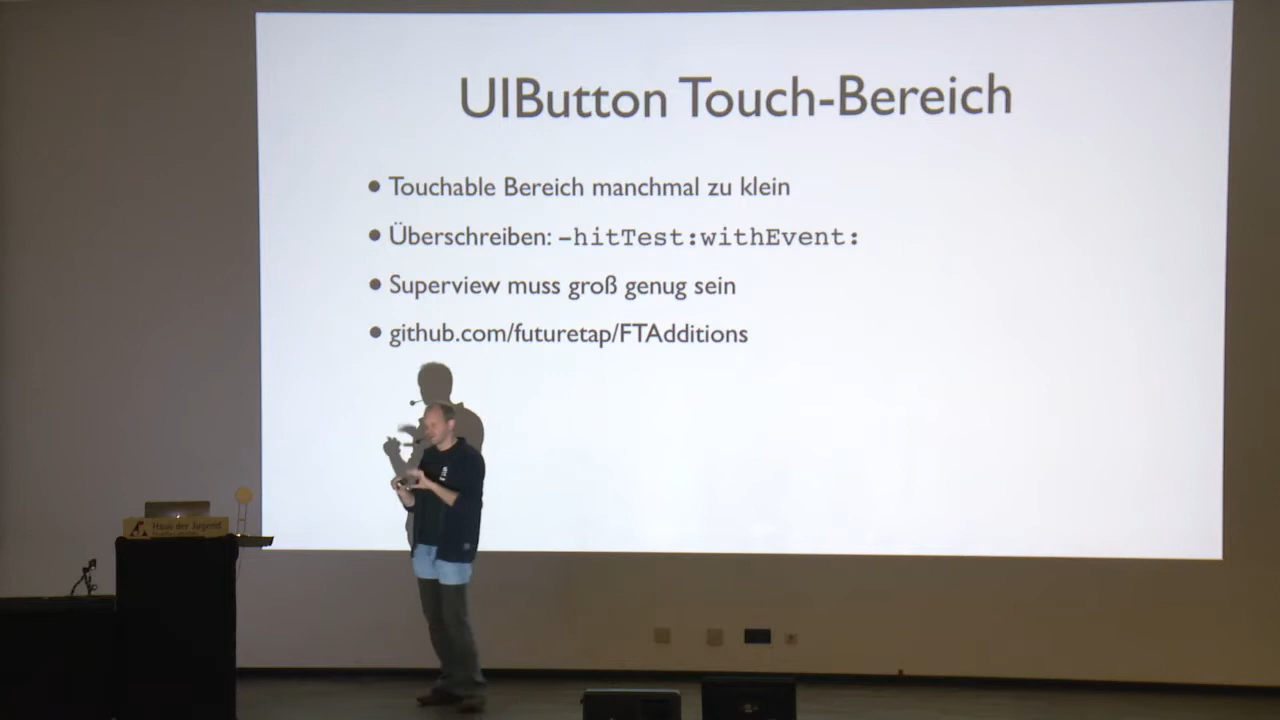 UIButton Touch-Bereich
• Touchable Bereich manchmal zu klein
• Überschreiben: -hitTest:withEvent:
• Superview muss groß genug sein
• github.com/futuretap/FTAdditions
Haus der Jugend